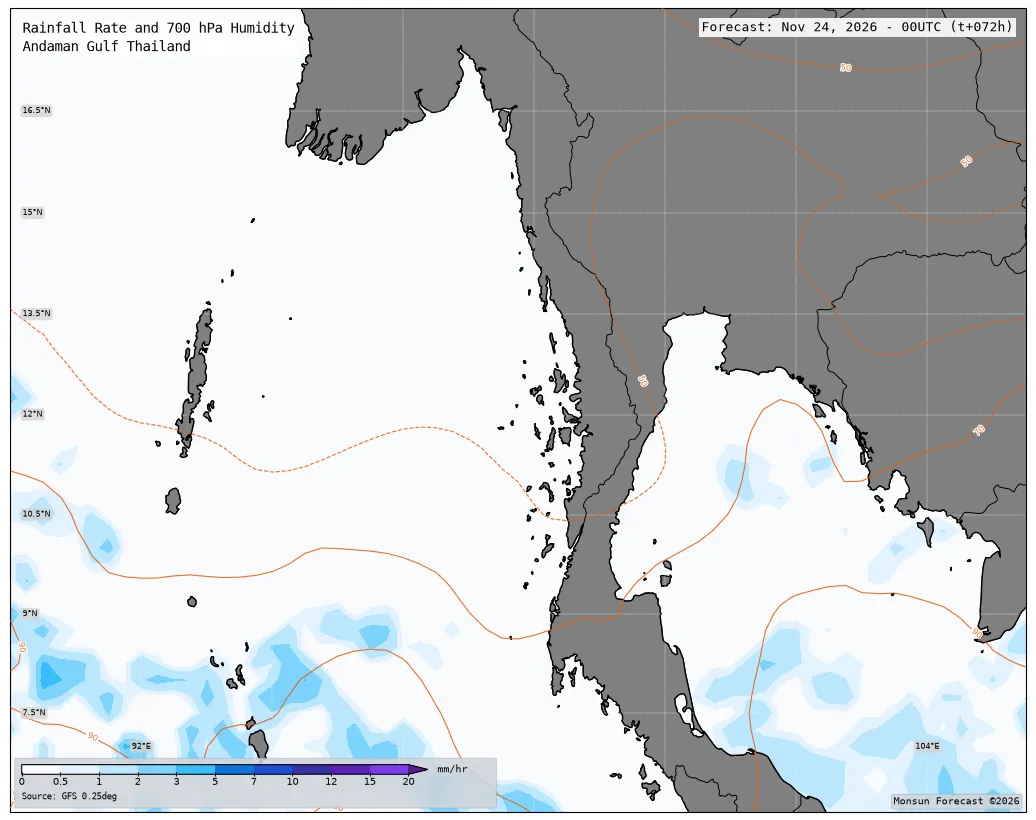 Rainfall Rate and 700 hPa Humidity
Andaman Gulf Thailand
Forecast: Nov 24, 2026 - 00UTC (t+072h)
50
16.5°N
50
15°N
13.5°N
50
12°N
70
10.5°N
9°N
90
90
7.5°N
90
92°E
104°E
mm/hr
0 0.5 1 2 3 5 7 10 12 15 20
Source: GFS 0.25deg
Monsun Forecast ©2026